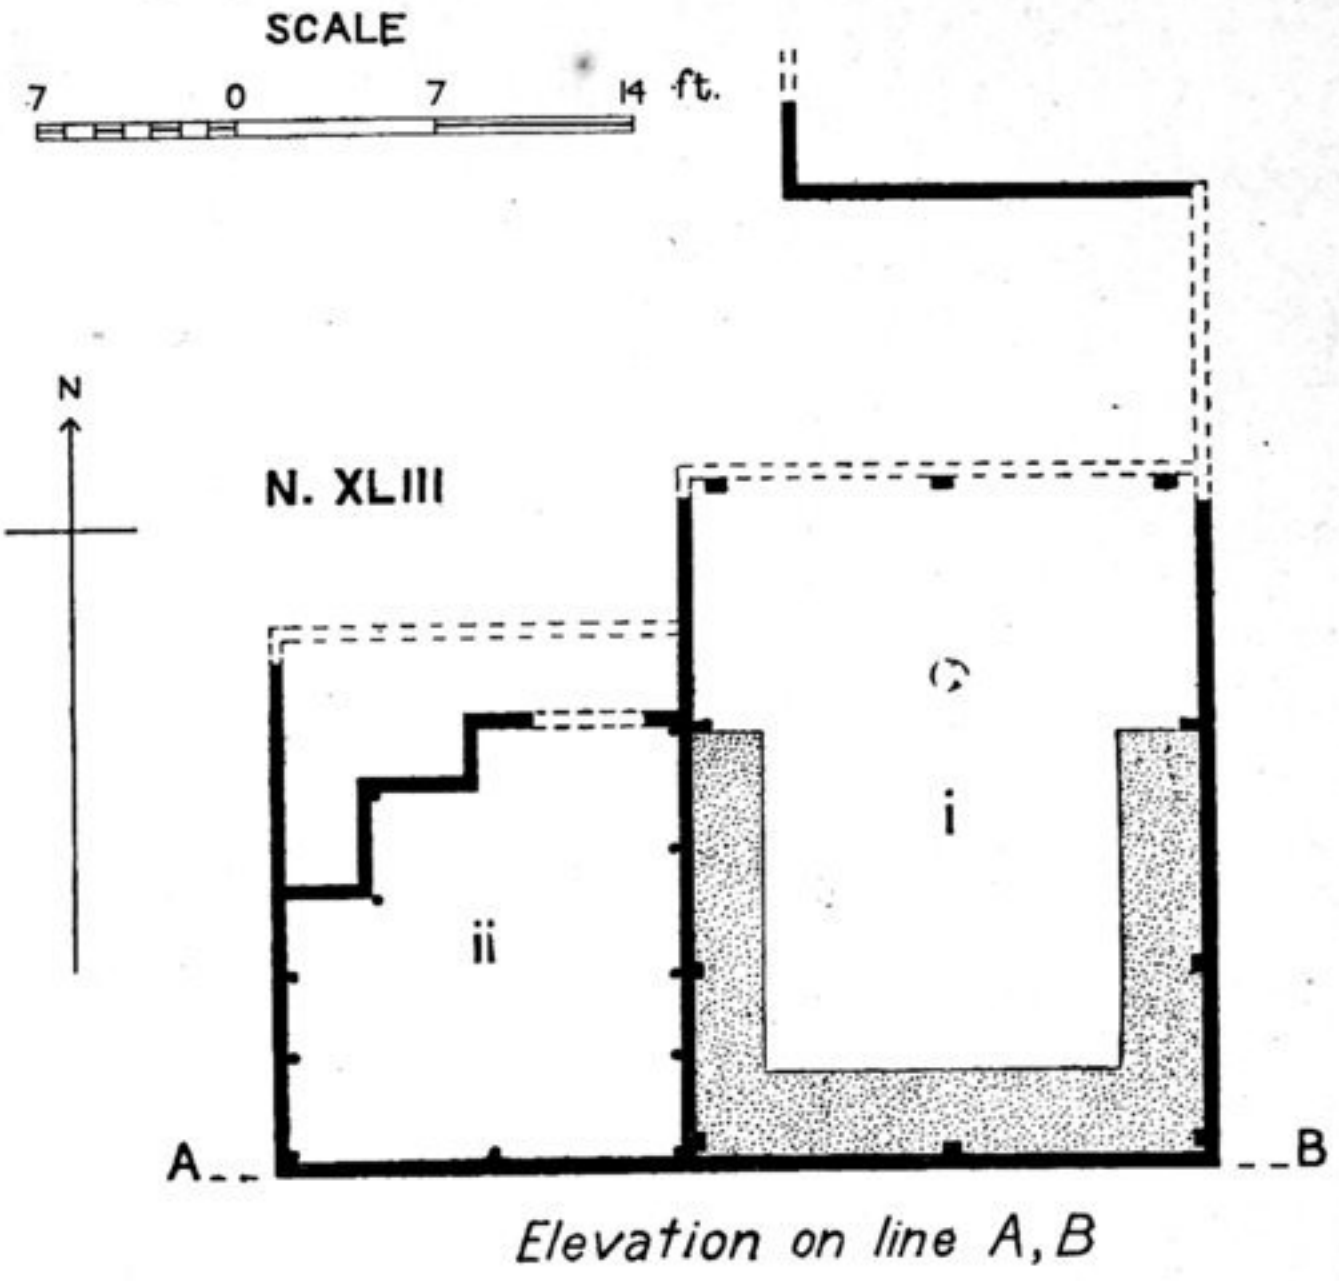 SCALE
7 0 7 14 ft.
N
N. XLIII
i
ii
A B
Elevation on line A, B